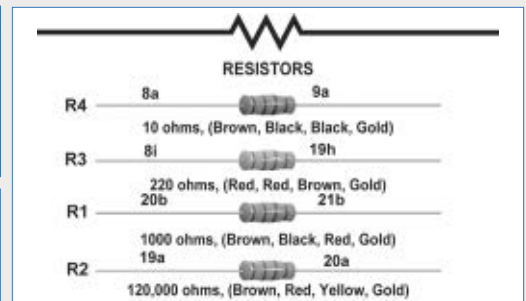 RESISTORS
8a 9a
R4
10 ohms, (Brown, Black, Black, Gold)
8i 19h
R3
220 ohms, (Red, Red, Brown, Gold)
20b 21b
R1
1000 ohms, (Brown, Black, Red, Gold)
19a 20a
R2
120,000 ohms, (Brown, Red, Yellow, Gold)